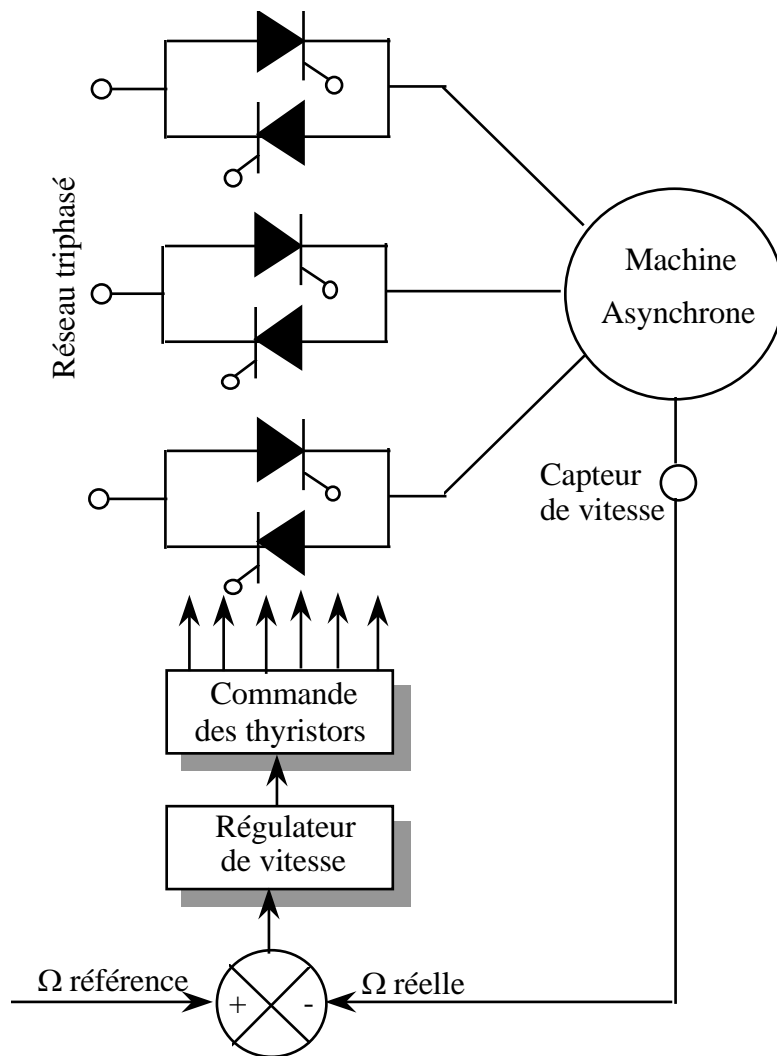 Réseau triphasé
Machine
Asynchrone
Capteur
de vitesse
Commande
des thyristors
Régulateur
de vitesse
Ω référence
+
-
Ω réelle